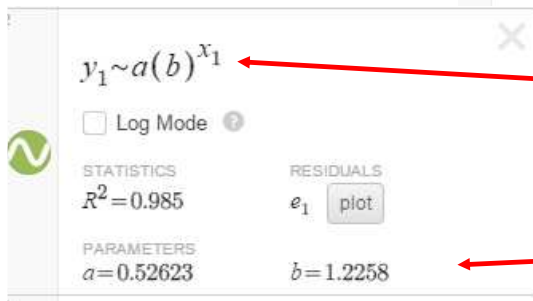 y₁~a(b)^x₁
Log Mode ?
STATISTICS RESIDUALS
R²=0.985 e₁ plot
PARAMETERS
a=0.52623 b=1.2258